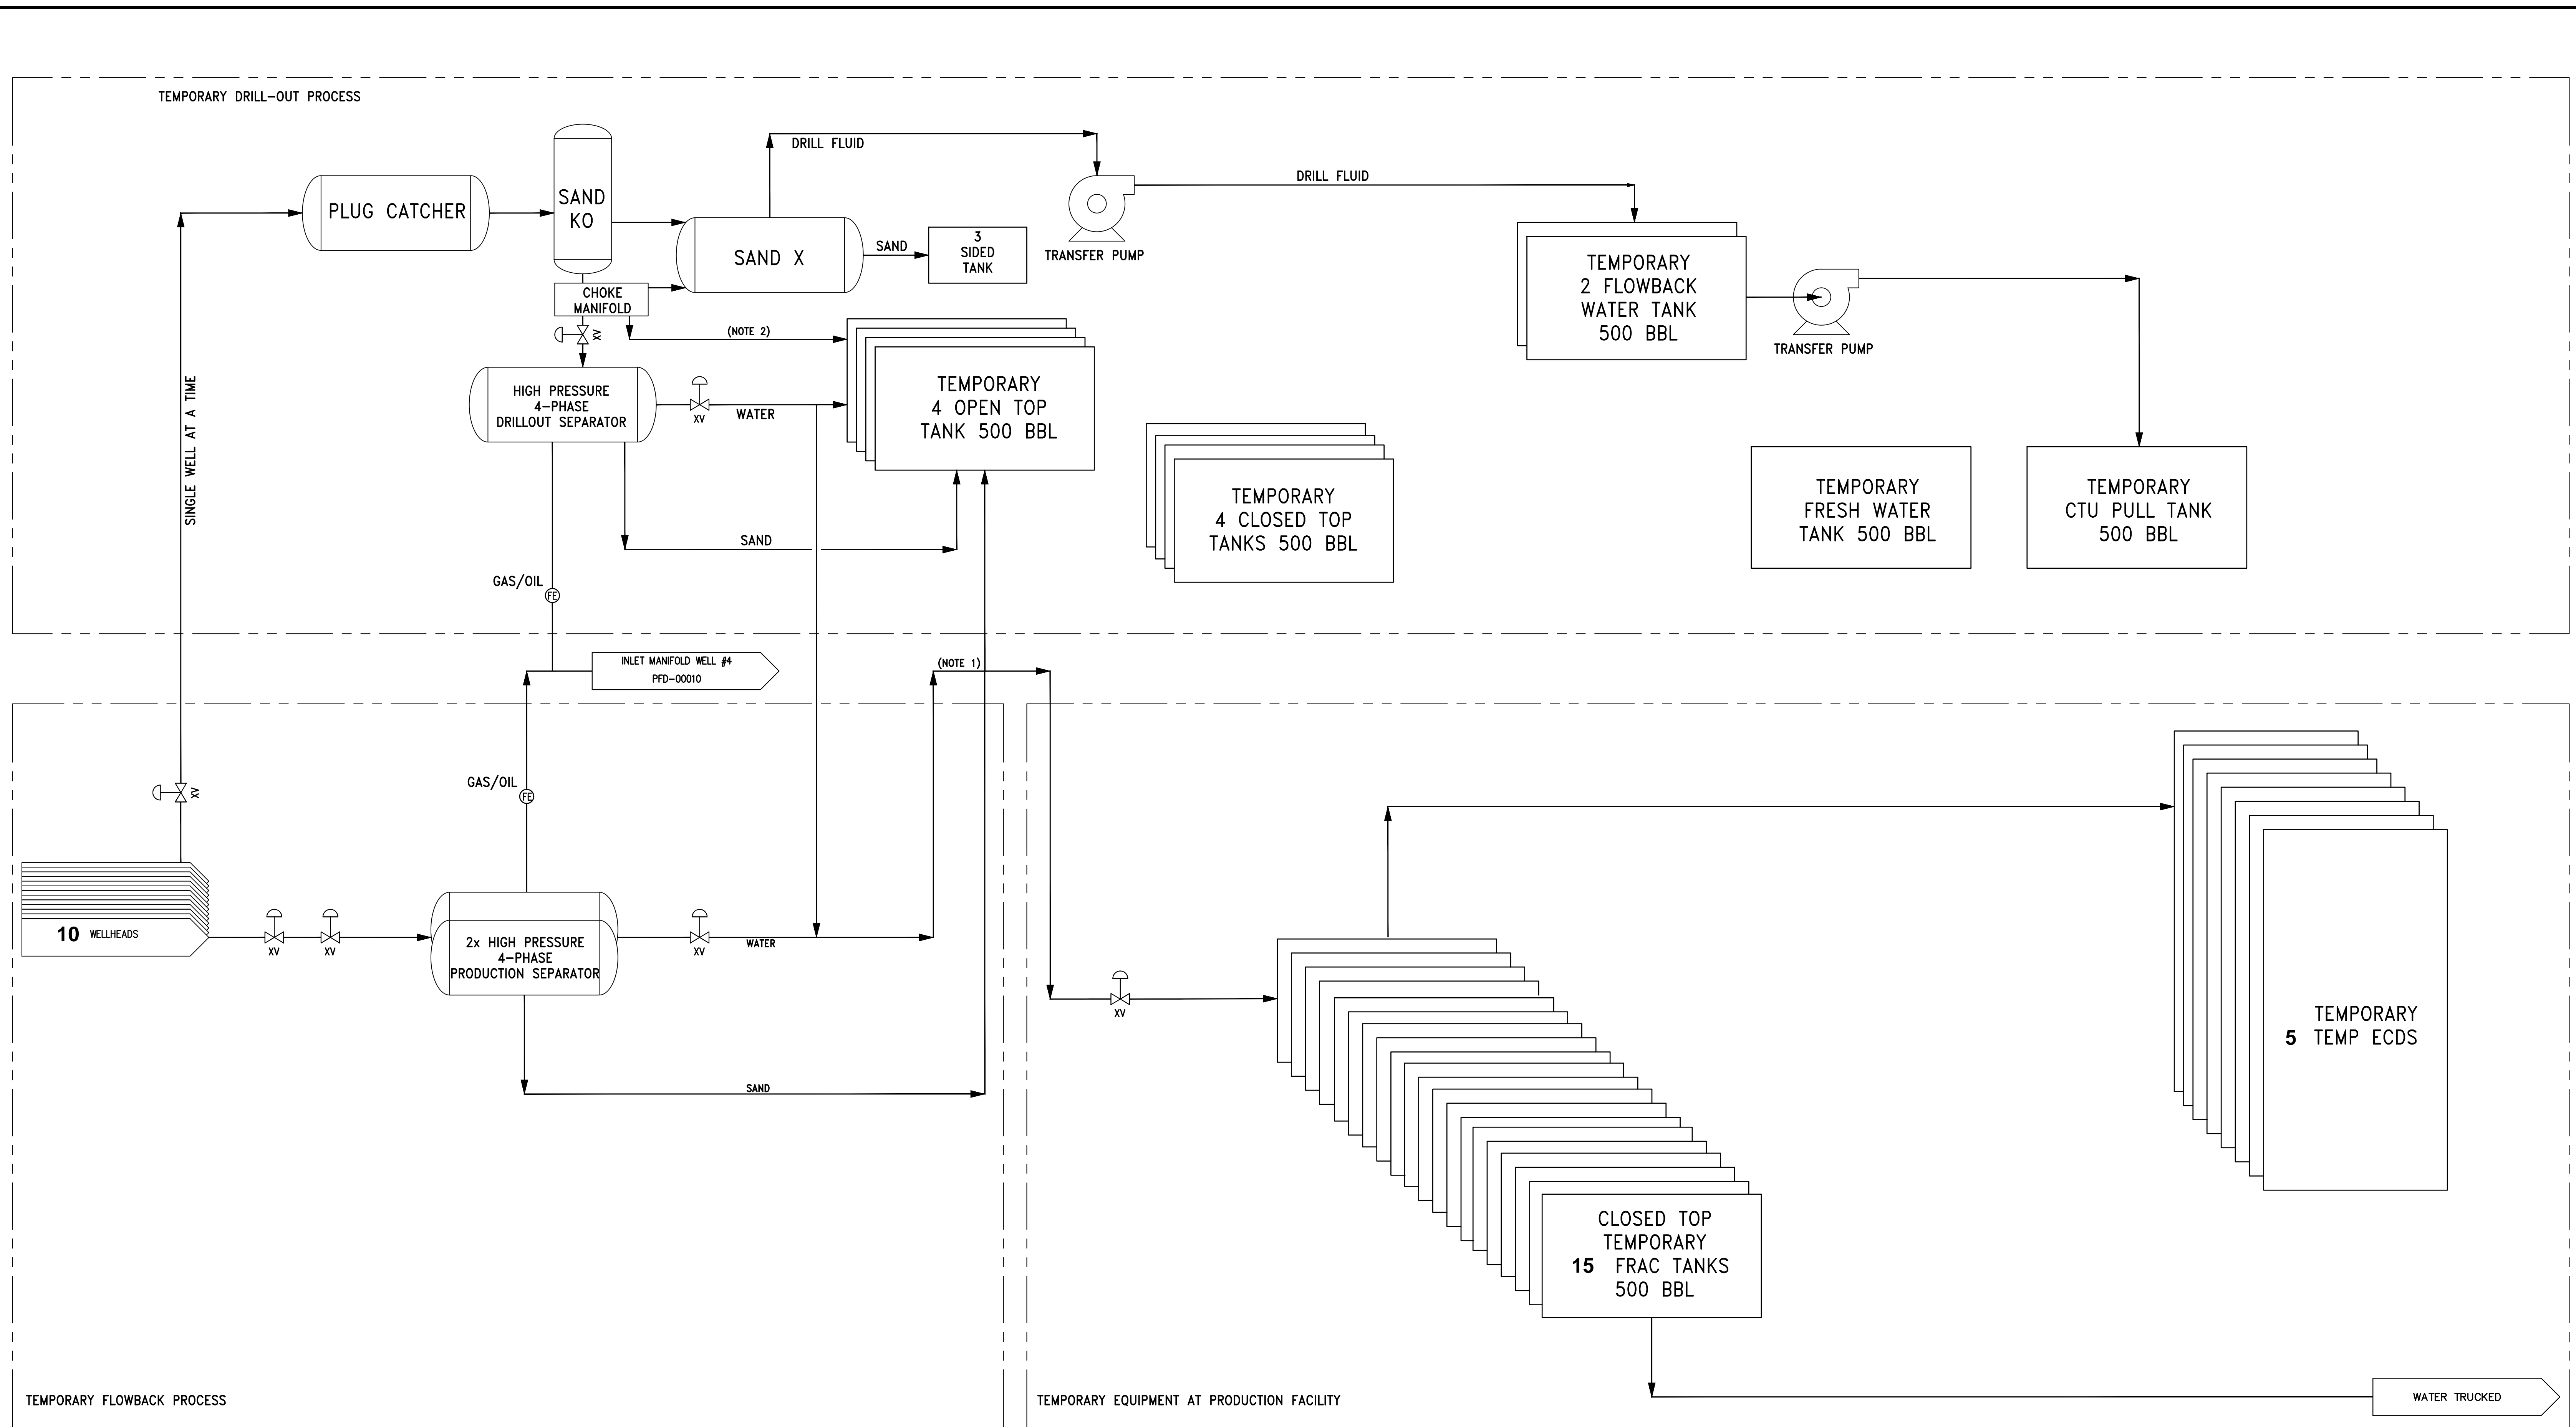 TEMPORARY DRILL-OUT PROCESS
DRILL FLUID
DRILL FLUID
PLUG CATCHER
SAND
KO
SAND X
SAND
3
SIDED
TANK
TRANSFER PUMP
CHOKE
MANIFOLD
XV
(NOTE 2)
TEMPORARY
2 FLOWBACK
WATER TANK
500 BBL
TRANSFER PUMP
SINGLE WELL AT A TIME
HIGH PRESSURE
4-PHASE
DRILLOUT SEPARATOR
XV
WATER
TEMPORARY
4 OPEN TOP
TANK 500 BBL
TEMPORARY
4 CLOSED TOP
TANKS 500 BBL
TEMPORARY
FRESH WATER
TANK 500 BBL
TEMPORARY
CTU PULL TANK
500 BBL
SAND
GAS/OIL
FE
INLET MANIFOLD WELL #4
PFD-00010
(NOTE 1)
XV
GAS/OIL
FE
10 WELLHEADS
XV
XV
2x HIGH PRESSURE
4-PHASE
PRODUCTION SEPARATOR
XV
WATER
XV
SAND
TEMPORARY
5 TEMP ECDS
CLOSED TOP
TEMPORARY
15 FRAC TANKS
500 BBL
TEMPORARY FLOWBACK PROCESS
TEMPORARY EQUIPMENT AT PRODUCTION FACILITY
WATER TRUCKED